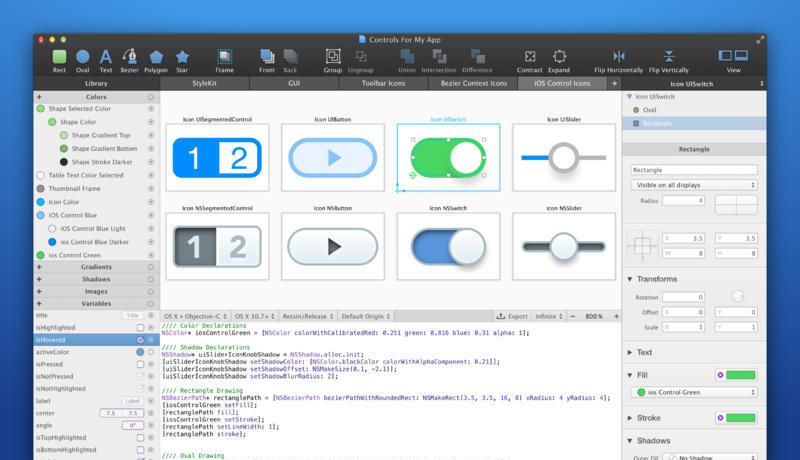 Controls For My App
Rect Oval Text Bezier Polygon Star Frame Front Back Group Ungroup Union Intersection Difference Contract Expand Flip Horizontally Flip Vertically View
Library StyleKit GUI Toolbar Icons Bezier Context Icons iOS Control Icons + Icon UISwitch
+ Colors
Shape Selected Color
Shape Color
Shape Gradient Top
Shape Gradient Bottom
Shape Stroke Darker
Table Text Color Selected
Thumbnail Frame
Icon Color
iOS Control Blue
iOS Control Blue Light
ios Control Blue Darker
ios Control Green
+ Gradients
+ Shadows
+ Images
+ Variables
title Title
isHighlighted
isHovered
activeColor
isPressed
isNotPressed
isNotHighlighted
label Label
center 7.5 7.5
angle 0°
isTopHighlighted
isBottomHighlighted
Icon UISegmentedControl Icon UIButton Icon UISwitch Icon UISlider
1 2
Icon NSSegmentedControl Icon NSButton Icon NSSwitch Icon NSSlider
1 2
OS X • Objective-C OS X 10.7+ Retain/Release Default Origin Export Infinite − 800 % +
//// Color Declarations
NSColor* iosControlGreen = [NSColor colorWithCalibratedRed: 0.251 green: 0.816 blue: 0.31 alpha: 1];
//// Shadow Declarations
NSShadow* uiSliderIconKnobShadow = NSShadow.alloc.init;
[uiSliderIconKnobShadow setShadowColor: [NSColor.blackColor colorWithAlphaComponent: 0.21]];
[uiSliderIconKnobShadow setShadowOffset: NSMakeSize(0.1, -2.1)];
[uiSliderIconKnobShadow setShadowBlurRadius: 2];
//// Rectangle Drawing
NSBezierPath* rectanglePath = [NSBezierPath bezierPathWithRoundedRect: NSMakeRect(3.5, 3.5, 16, 8) xRadius: 4 yRadius: 4];
[iosControlGreen setFill];
[rectanglePath fill];
[iosControlGreen setStroke];
[rectanglePath setLineWidth: 1];
[rectanglePath stroke];
//// Oval Drawing
Icon UISwitch
Oval
Rectangle
Rectangle
Rectangle
Visible on all displays
Radius 4
X 3.5 Y 3.5
W 8 H 8
Transforms
Rotation 0
Offset X 0 Y 0
Scale X 1 Y 1
Text
Fill
ios Control Green
Stroke
Shadows
Outer Fill No Shadow